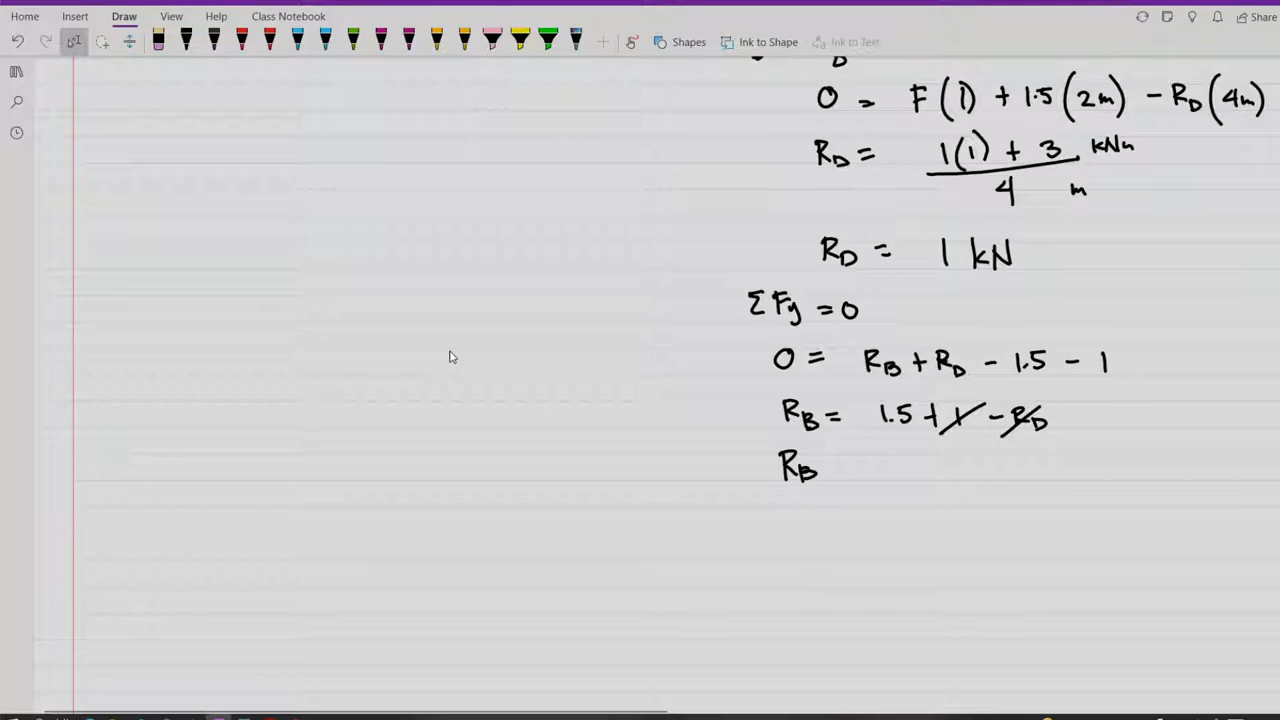 Home Insert Draw View Help Class Notebook Share
Shapes Ink to Shape Ink to Text
0 = F(1) + 1.5(2m) - R_D(4m)
R_D = 1(1) + 3 kNm
4 m
R_D = 1 kN
ΣFy = 0
0 = R_B + R_D - 1.5 - 1
R_B = 1.5 + 1 - R_D
R_B